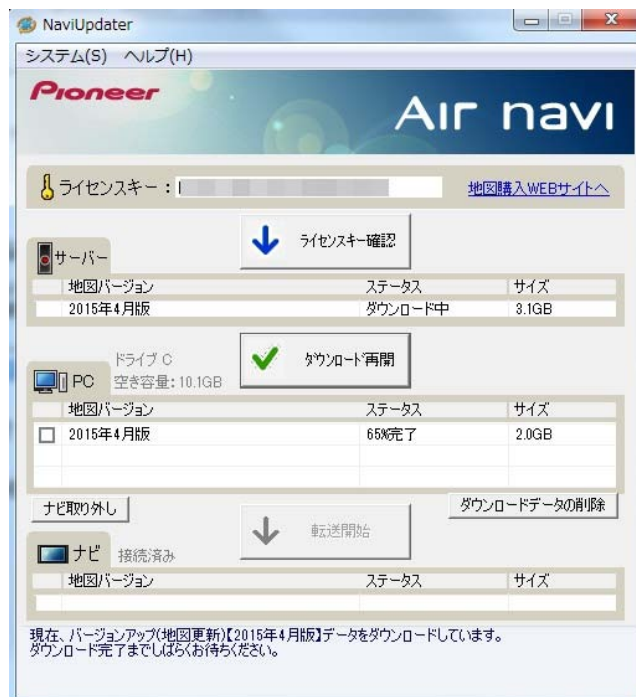 NaviUpdater
システム(S) ヘルプ(H)
Pioneer
AIr navI
ライセンスキー：
地図購入WEBサイトへ
ライセンスキー確認
サーバー
地図バージョン ステータス サイズ
2015年4月版 ダウンロード中 3.1GB
ドライブ C
空き容量: 10.1GB
PC
ダウンロード再開
地図バージョン ステータス サイズ
2015年4月版 65%完了 2.0GB
ナビ取り外し
ダウンロードデータの削除
転送開始
ナビ 接続済み
地図バージョン ステータス サイズ
現在、バージョンアップ(地図更新)【2015年4月版】データをダウンロードしています。
ダウンロード完了までしばらくお待ちください。